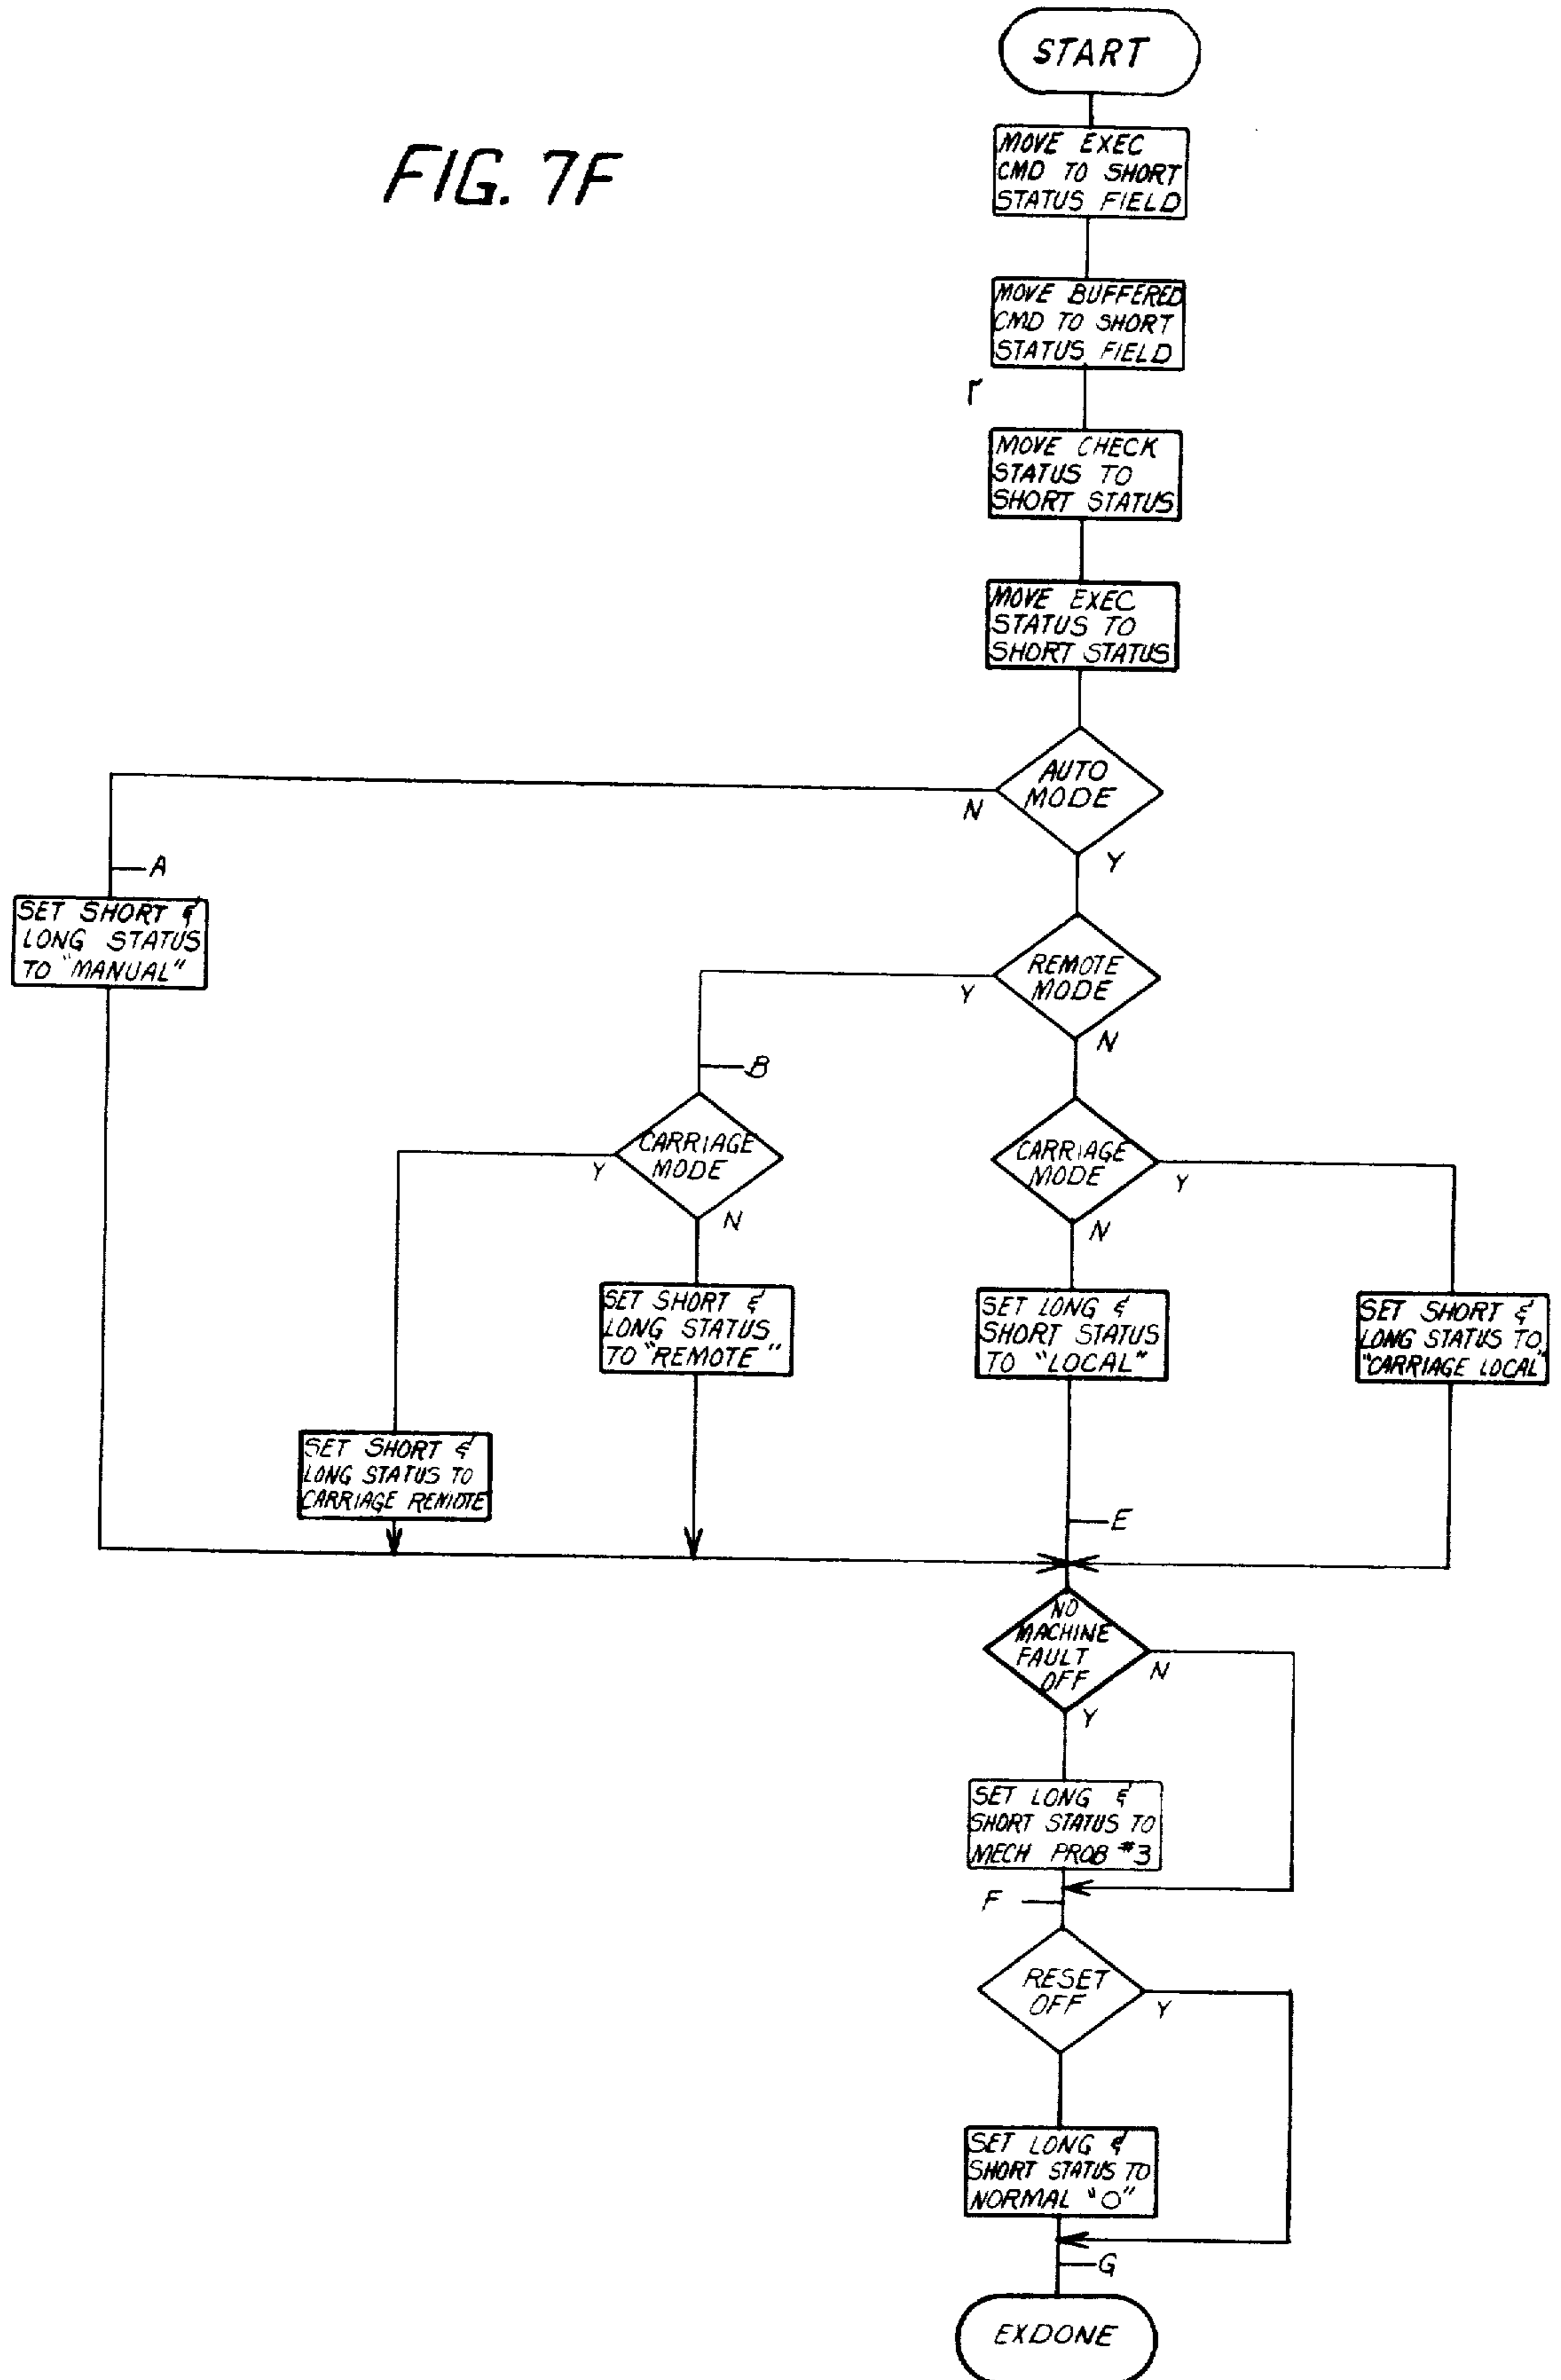 START
FIG. 7F
MOVE EXEC
CMD TO SHORT
STATUS FIELD
MOVE BUFFERED
CMD TO SHORT
STATUS FIELD
MOVE CHECK
STATUS TO
SHORT STATUS
MOVE EXEC
STATUS TO
SHORT STATUS
AUTO
MODE
N
Y
A
SET SHORT &
LONG STATUS
TO "MANUAL"
REMOTE
MODE
Y
N
B
CARRIAGE
MODE
Y
N
CARRIAGE
MODE
Y
N
SET SHORT &
LONG STATUS
TO "REMOTE"
SET LONG &
SHORT STATUS
TO "LOCAL"
SET SHORT &
LONG STATUS TO
"CARRIAGE LOCAL"
SET SHORT &
LONG STATUS TO
CARRIAGE REMOTE
E
NO
MACHINE
FAULT
OFF
N
Y
SET LONG &
SHORT STATUS TO
MECH PROB #3
F
RESET
OFF
Y
SET LONG &
SHORT STATUS TO
NORMAL "O"
G
EXDONE